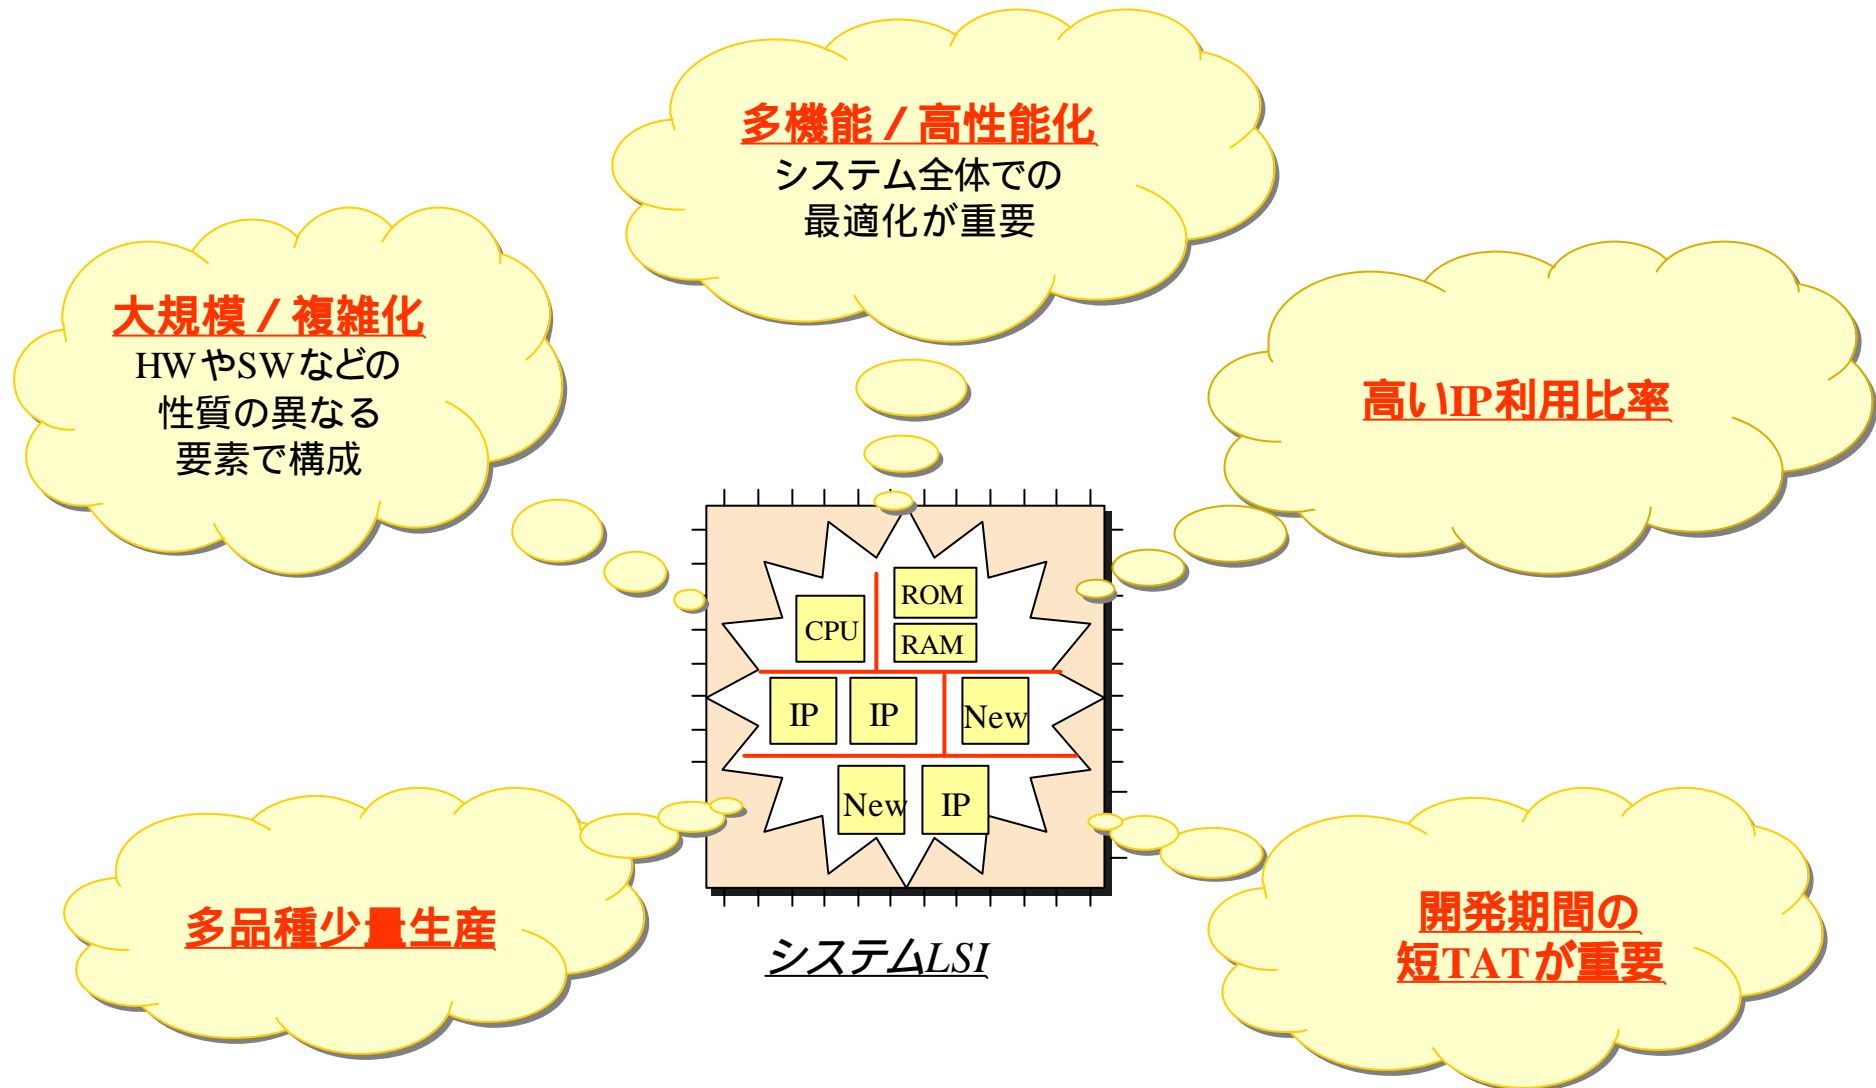 多機能／高性能化
システム全体での
最適化が重要
大規模／複雑化
HWやSWなどの
性質の異なる
要素で構成
高いIP利用比率
CPU
ROM
RAM
IP
IP
New
New
IP
システムLSI
多品種少量生産
開発期間の
短TATが重要